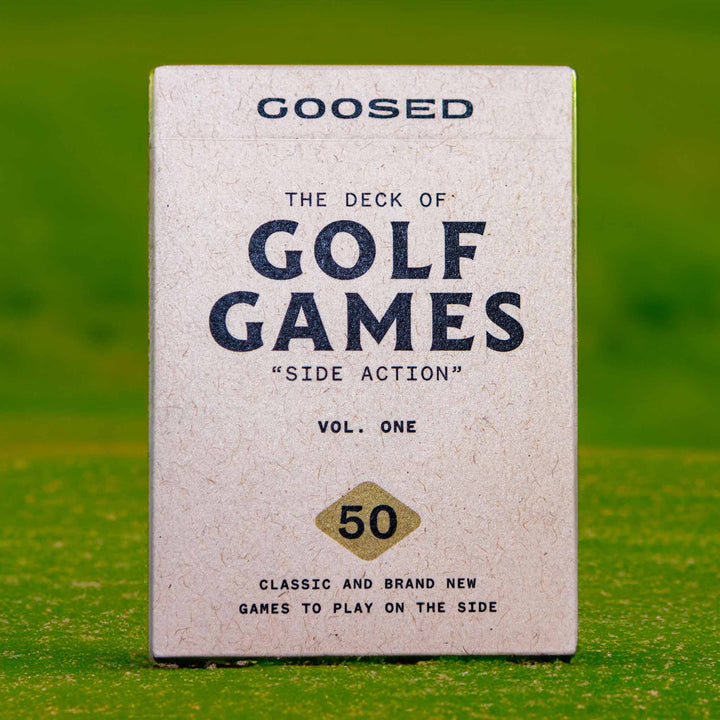 GOOSED
THE DECK OF
GOLF
GAMES
“SIDE ACTION”
VOL. ONE
50
CLASSIC AND BRAND NEW
GAMES TO PLAY ON THE SIDE